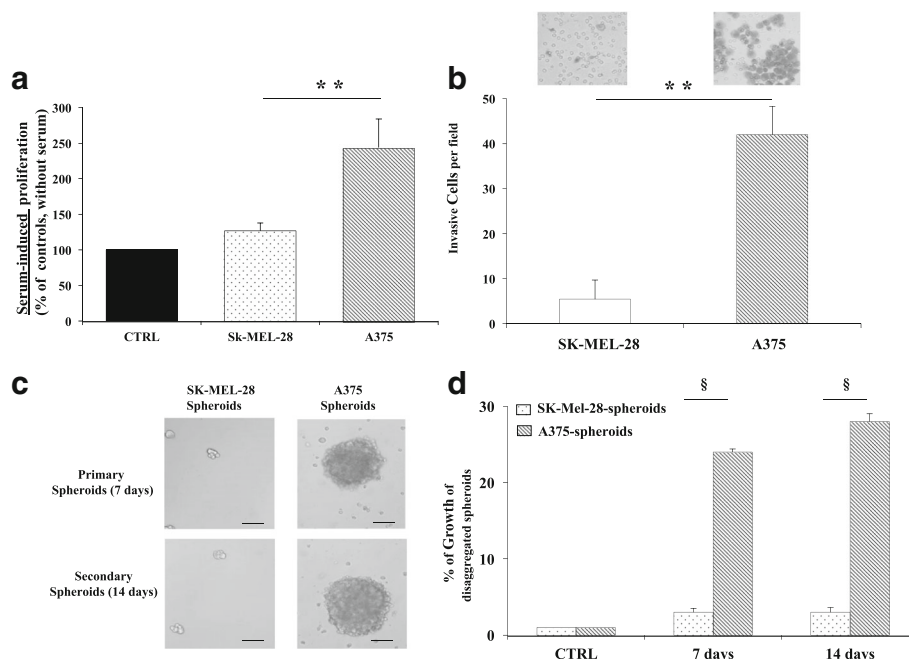 a
Serum-induced proliferation
(% of controls, without serum)
300
250
200
150
100
50
0
* *
CTRL
Sk-MEL-28
A375
b
Invasive Cells per field
50
40
30
20
10
0
* *
SK-MEL-28
A375
c
SK-MEL-28
Spheroids
A375
Spheroids
Primary
Spheroids (7 days)
Secondary
Spheroids (14 days)
d
% of Growth of
disaggregated spheroids
30
20
10
0
§
§
SK-Mel-28-spheroids
A375-spheroids
CTRL
7 days
14 days